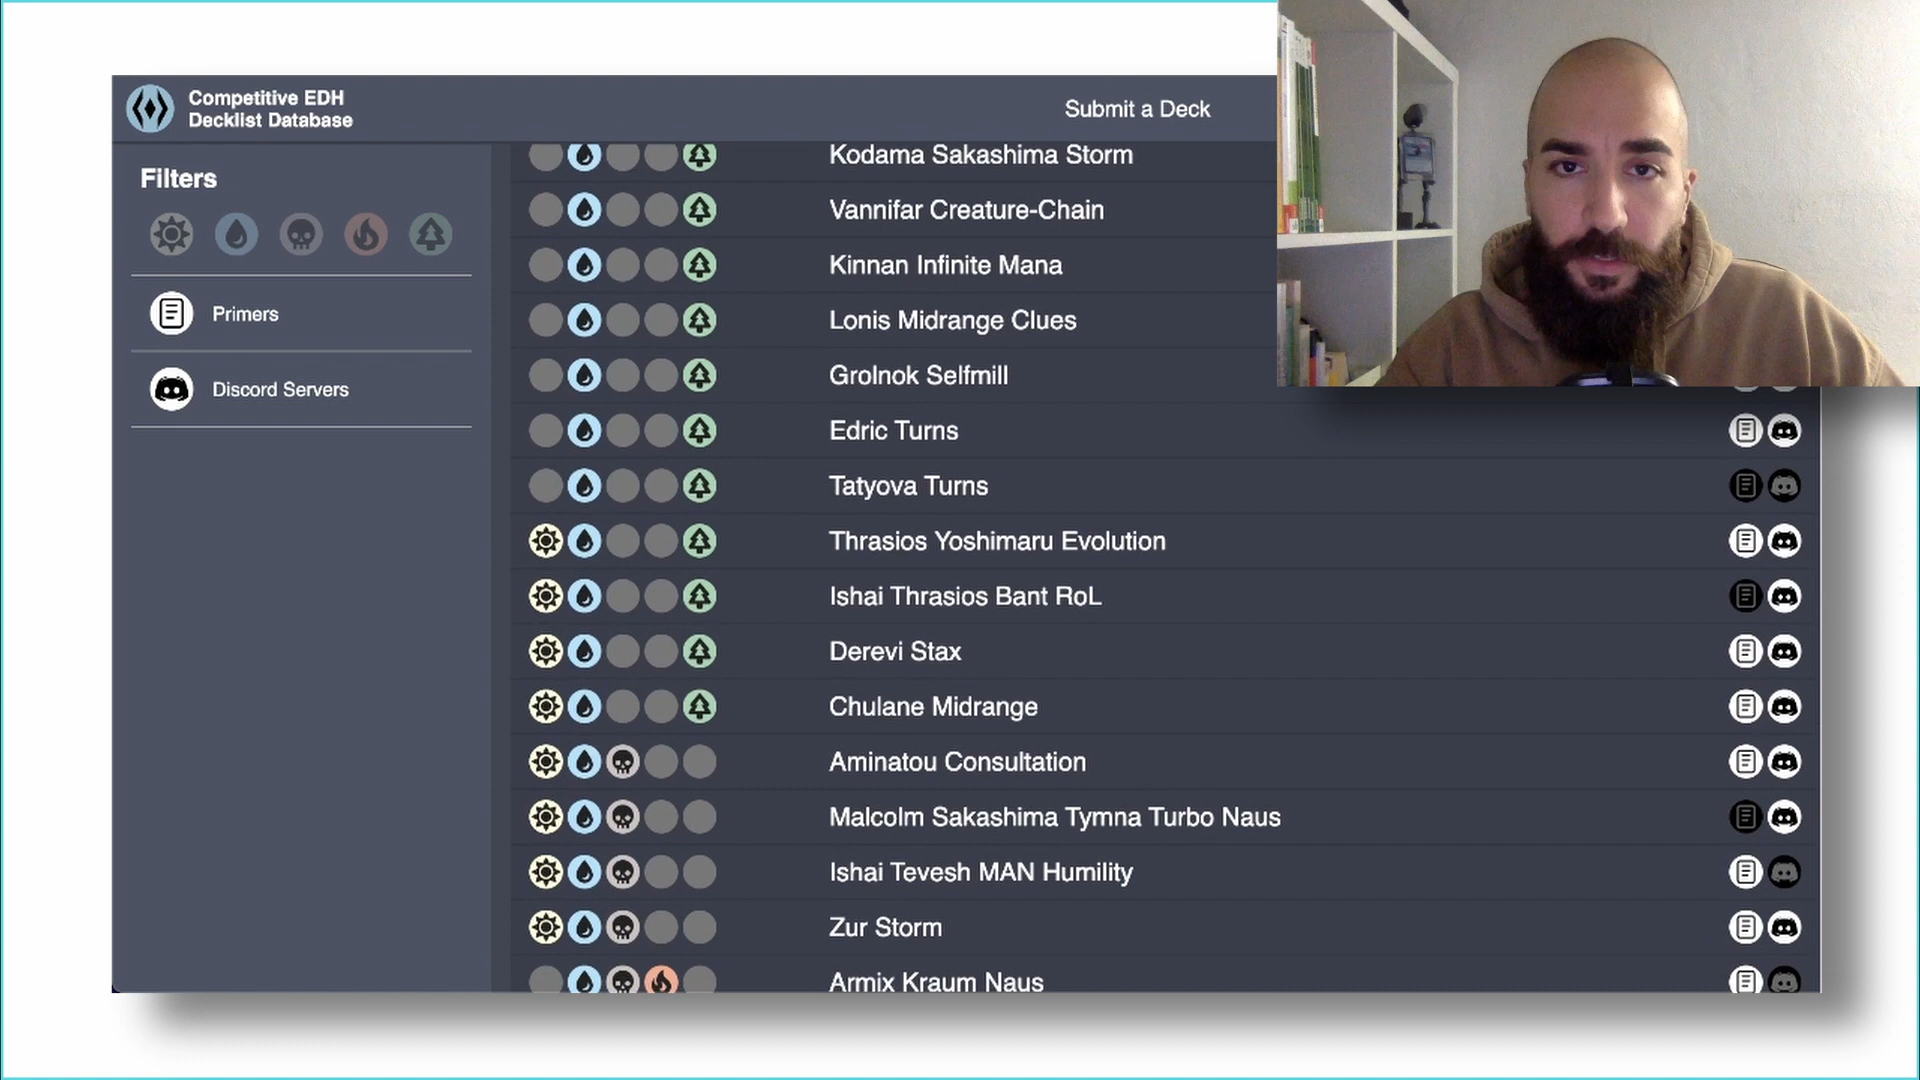 Competitive EDH
Decklist Database
Submit a Deck
Filters
Primers
Discord Servers
Kodama Sakashima Storm
Vannifar Creature-Chain
Kinnan Infinite Mana
Lonis Midrange Clues
Grolnok Selfmill
Edric Turns
Tatyova Turns
Thrasios Yoshimaru Evolution
Ishai Thrasios Bant RoL
Derevi Stax
Chulane Midrange
Aminatou Consultation
Malcolm Sakashima Tymna Turbo Naus
Ishai Tevesh MAN Humility
Zur Storm
Armix Kraum Naus